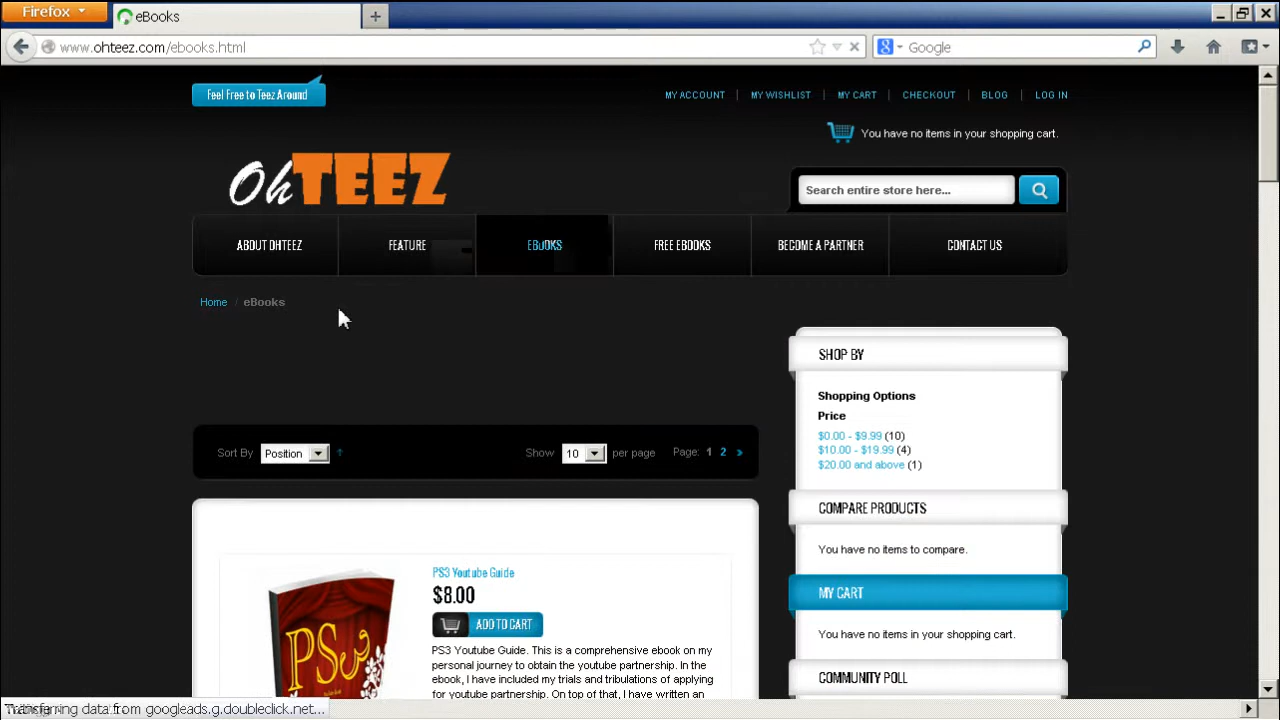 Firefox
eBooks
www.ohteez.com/ebooks.html
Google
Feel Free to Teez Around
MY ACCOUNT | MY WISHLIST | MY CART | CHECKOUT | BLOG | LOG IN
You have no items in your shopping cart.
OhTEEZ
Search entire store here...
ABOUT OHTEEZ
FEATURE
EBOOKS
FREE EBOOKS
BECOME A PARTNER
CONTACT US
Home / eBooks
Sort By Position
Show 10 per page
Page: 1 2 »
PS3 Youtube Guide
$8.00
ADD TO CART
PS3 Youtube Guide. This is a comprehensive ebook on my
personal journey to obtain the youtube partnership. In the
ebook, I have included my trials and tribulations of applying
for youtube partnership. On top of that, I have written an
PS3
SHOP BY
Shopping Options
Price
$0.00 - $9.99 (10)
$10.00 - $19.99 (4)
$20.00 and above (1)
COMPARE PRODUCTS
You have no items to compare.
MY CART
You have no items in your shopping cart.
COMMUNITY POLL
data from googleads.g.doubleclick.net...